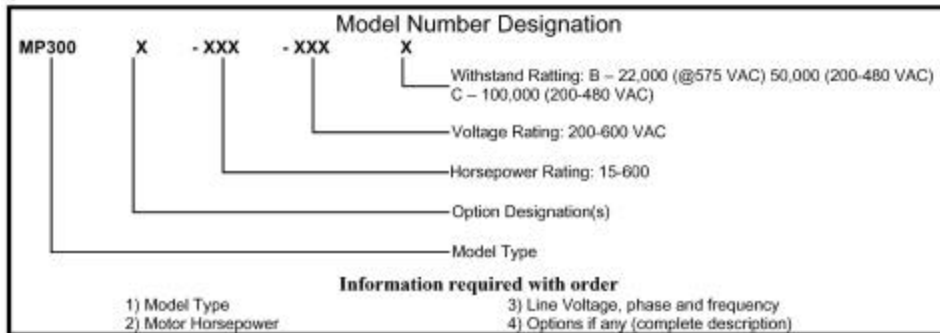 Model Number Designation
MP300 X - XXX - XXX X
Withstand Ratting: B – 22,000 (@575 VAC) 50,000 (200-480 VAC)
C – 100,000 (200-480 VAC)
Voltage Rating: 200-600 VAC
Horsepower Rating: 15-600
Option Designation(s)
Model Type
Information required with order
1) Model Type
2) Motor Horsepower
3) Line Voltage, phase and frequency
4) Options if any (complete description)